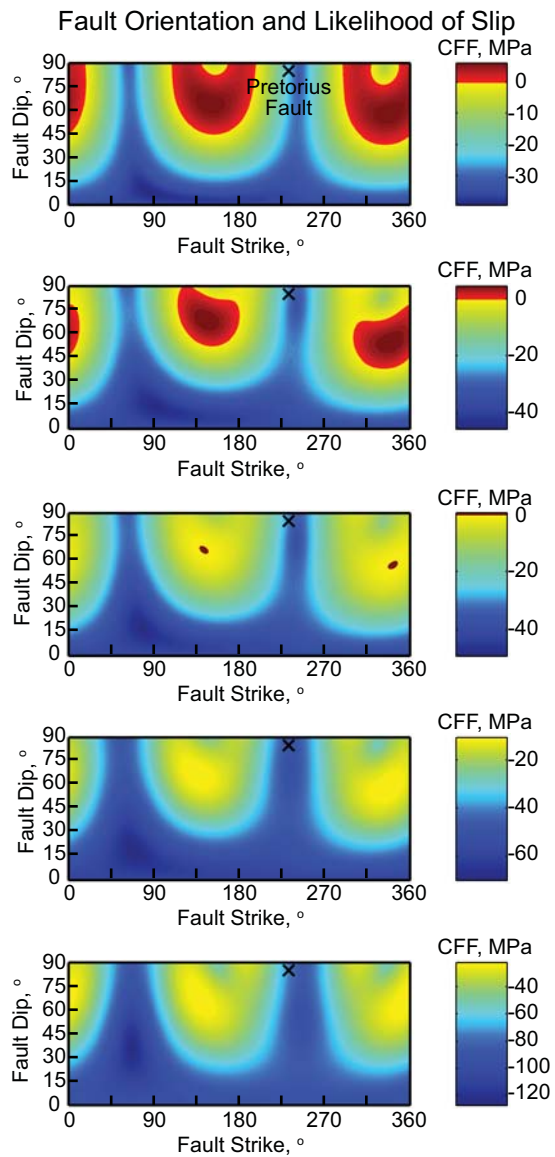 Fault Orientation and Likelihood of Slip
CFF, MPa
Fault Dip, °
90
75
60
45
30
15
0
Pretorius
Fault
0 90 180 270 360
Fault Strike, °
0
-10
-20
-30
CFF, MPa
Fault Dip, °
90
75
60
45
30
15
0
0 90 180 270 360
Fault Strike, °
0
-20
-40
CFF, MPa
Fault Dip, °
90
75
60
45
30
15
0
0 90 180 270 360
Fault Strike, °
0
-20
-40
CFF, MPa
Fault Dip, °
90
75
60
45
30
15
0
0 90 180 270 360
Fault Strike, °
-20
-40
-60
CFF, MPa
Fault Dip, °
90
75
60
45
30
15
0
0 90 180 270 360
Fault Strike, °
-40
-60
-80
-100
-120